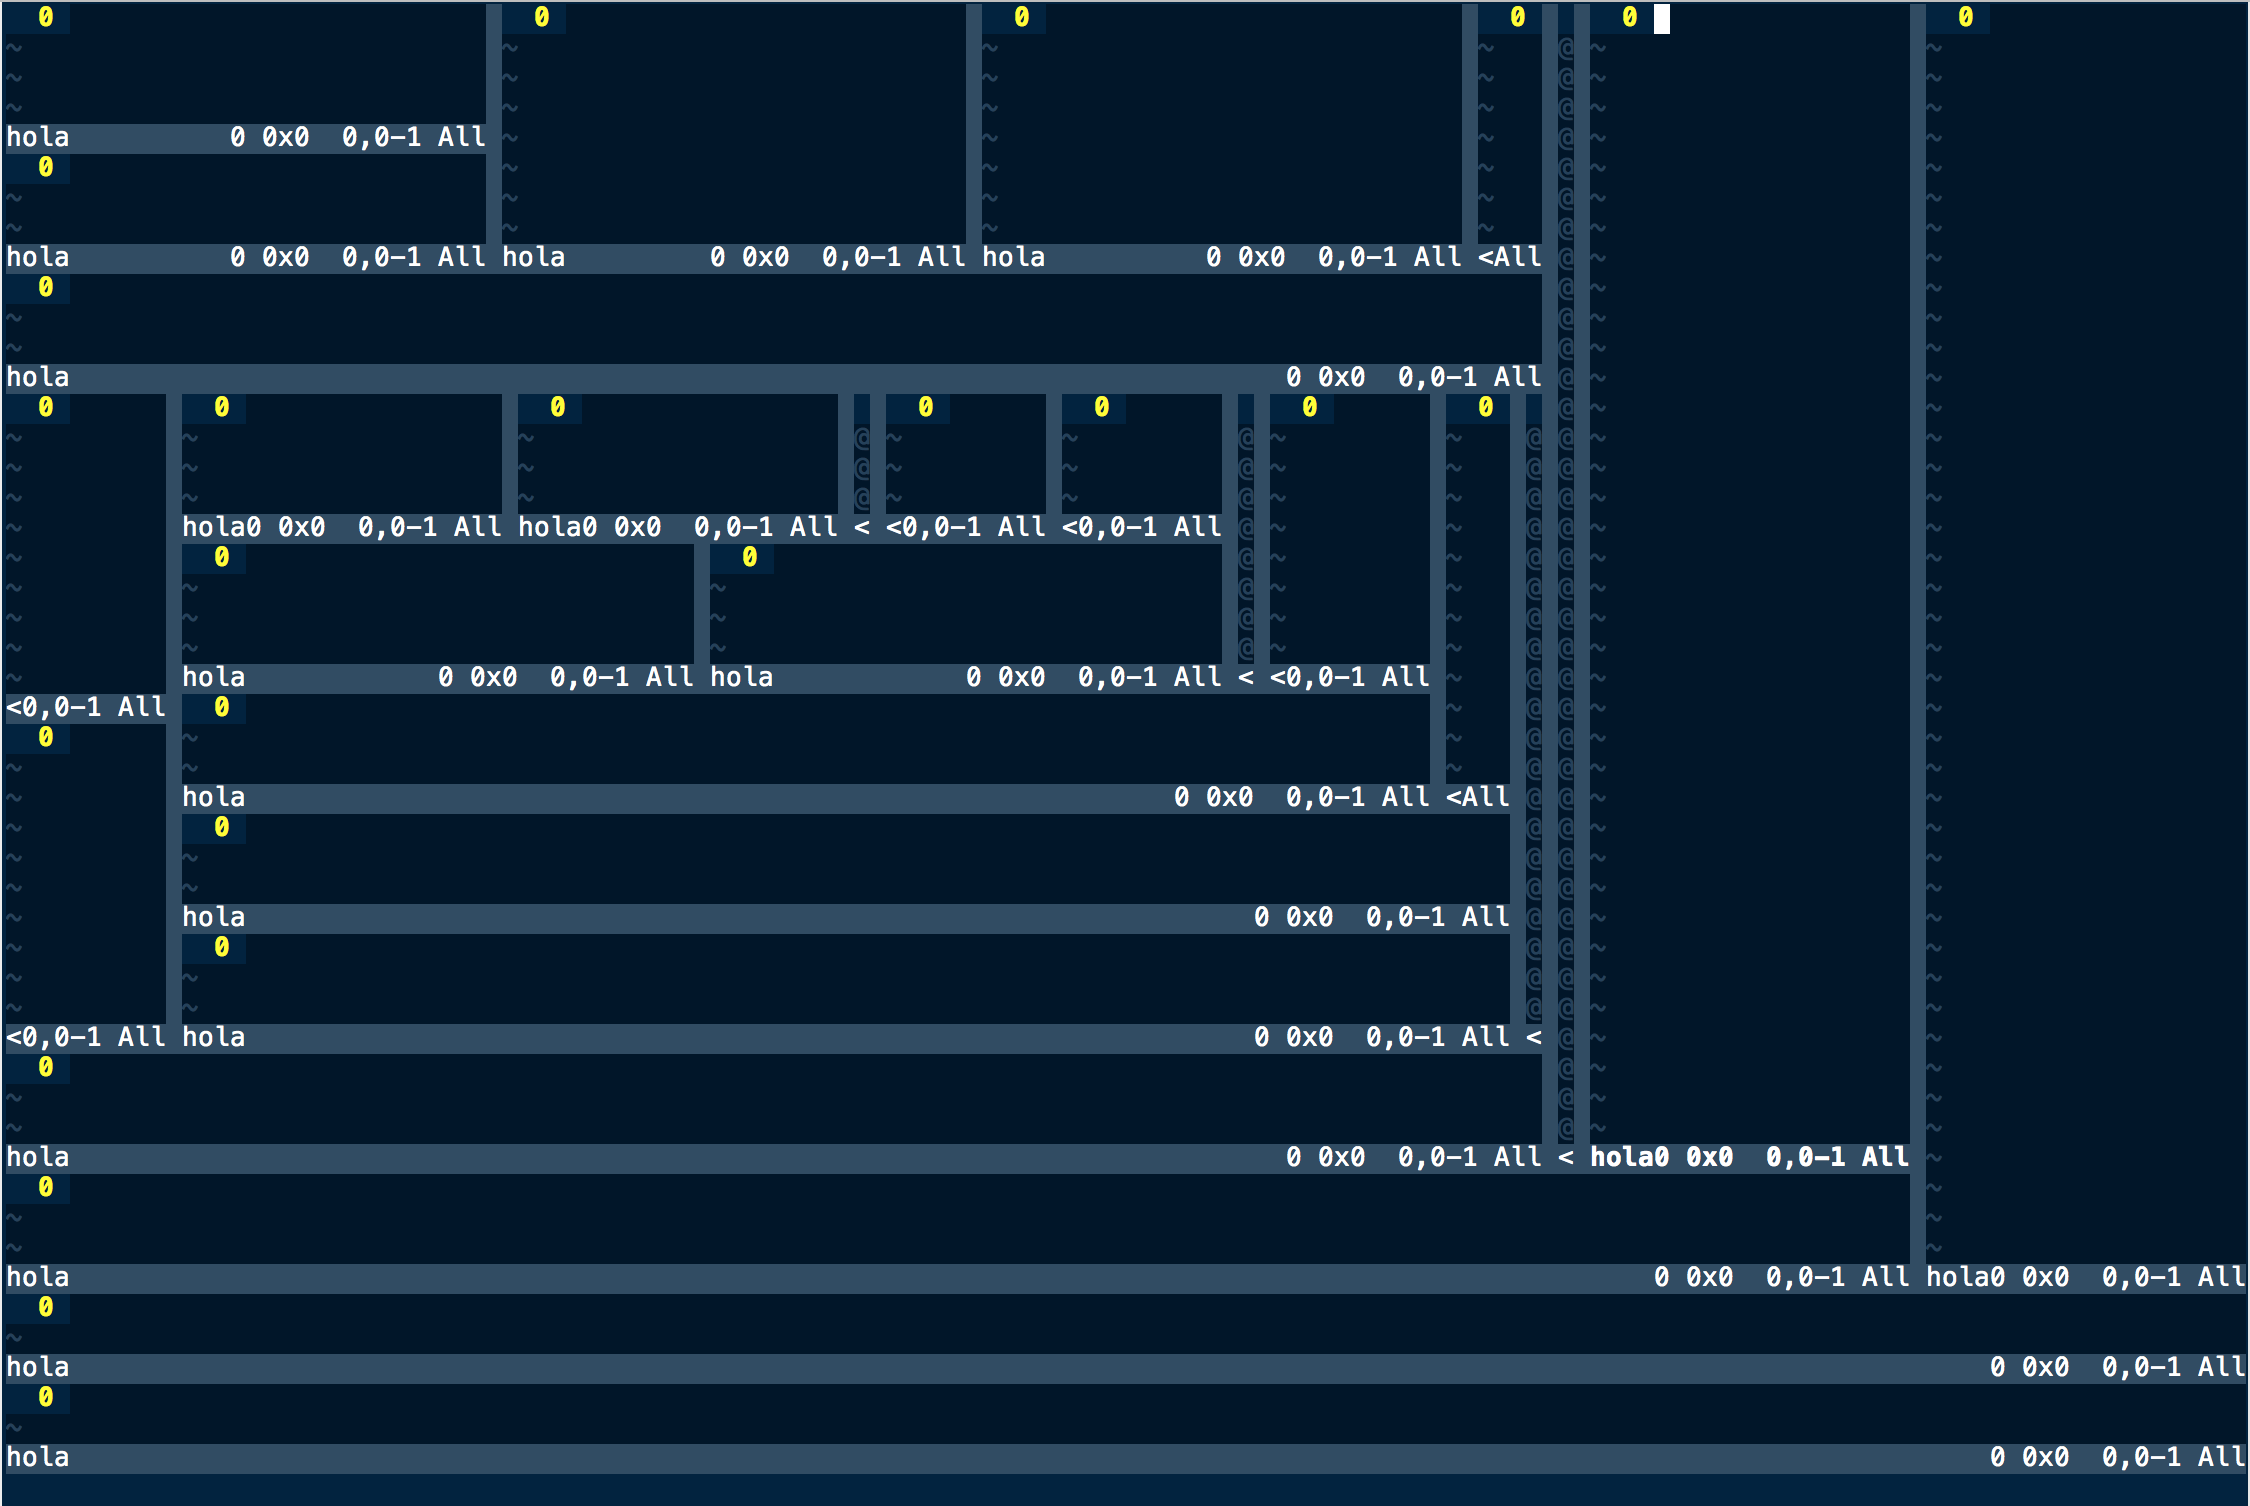 0 0 0 0 0 0
~ ~ ~ ~ @ ~ ~
~ ~ ~ ~ @ ~ ~
~ ~ ~ ~ @ ~ ~
hola 0 0x0 0,0-1 All ~ ~ ~ @ ~ ~
0 ~ ~ ~ @ ~ ~
~ ~ ~ ~ @ ~ ~
~ ~ ~ ~ @ ~ ~
hola 0 0x0 0,0-1 All hola 0 0x0 0,0-1 All hola 0 0x0 0,0-1 All <All @ ~ ~
0 @ ~ ~
~ @ ~ ~
~ @ ~ ~
hola 0 0x0 0,0-1 All @ ~ ~
0 0 0 0 0 0 0 @ ~ ~
~ ~ ~ @ ~ ~ @ ~ ~ @ @ ~ ~
~ ~ ~ @ ~ ~ @ ~ ~ @ @ ~ ~
~ ~ ~ @ ~ ~ @ ~ ~ @ @ ~ ~
~ hola0 0x0 0,0-1 All hola0 0x0 0,0-1 All < <0,0-1 All <0,0-1 All @ ~ ~ @ @ ~ ~
~ 0 0 @ ~ ~ @ @ ~ ~
~ ~ ~ @ ~ ~ @ @ ~ ~
~ ~ ~ @ ~ ~ @ @ ~ ~
~ ~ ~ @ ~ ~ @ @ ~ ~
~ hola 0 0x0 0,0-1 All hola 0 0x0 0,0-1 All < <0,0-1 All ~ @ @ ~ ~
<0,0-1 All 0 ~ @ @ ~ ~
0 ~ ~ @ @ ~ ~
~ ~ ~ @ @ ~ ~
~ hola 0 0x0 0,0-1 All <All @ @ ~ ~
~ 0 @ @ ~ ~
~ ~ @ @ ~ ~
~ ~ @ @ ~ ~
~ hola 0 0x0 0,0-1 All @ @ ~ ~
~ 0 @ @ ~ ~
~ ~ @ @ ~ ~
~ ~ @ @ ~ ~
<0,0-1 All hola 0 0x0 0,0-1 All < @ ~ ~
0 @ ~ ~
~ @ ~ ~
~ @ ~ ~
hola 0 0x0 0,0-1 All < hola0 0x0 0,0-1 All ~
0 ~
~ ~
~ ~
hola 0 0x0 0,0-1 All hola0 0x0 0,0-1 All
0
~
hola 0 0x0 0,0-1 All
0
~
hola 0 0x0 0,0-1 All